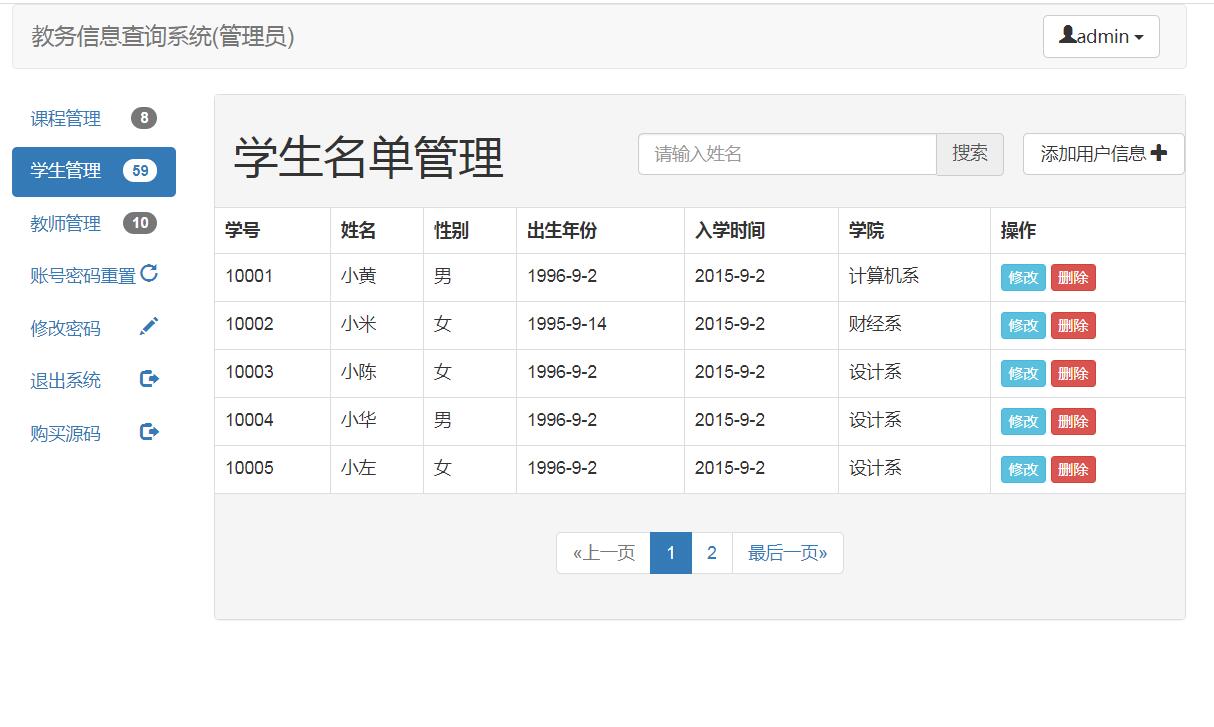 教务信息查询系统(管理员)
admin
课程管理 8
学生管理 59
教师管理 10
账号密码重置
修改密码
退出系统
购买源码
学生名单管理
请输入姓名 搜索 添加用户信息
学号 姓名 性别 出生年份 入学时间 学院 操作
10001 小黄 男 1996-9-2 2015-9-2 计算机系 修改 删除
10002 小米 女 1995-9-14 2015-9-2 财经系 修改 删除
10003 小陈 女 1996-9-2 2015-9-2 设计系 修改 删除
10004 小华 男 1996-9-2 2015-9-2 设计系 修改 删除
10005 小左 女 1996-9-2 2015-9-2 设计系 修改 删除
«上一页 1 2 最后一页»